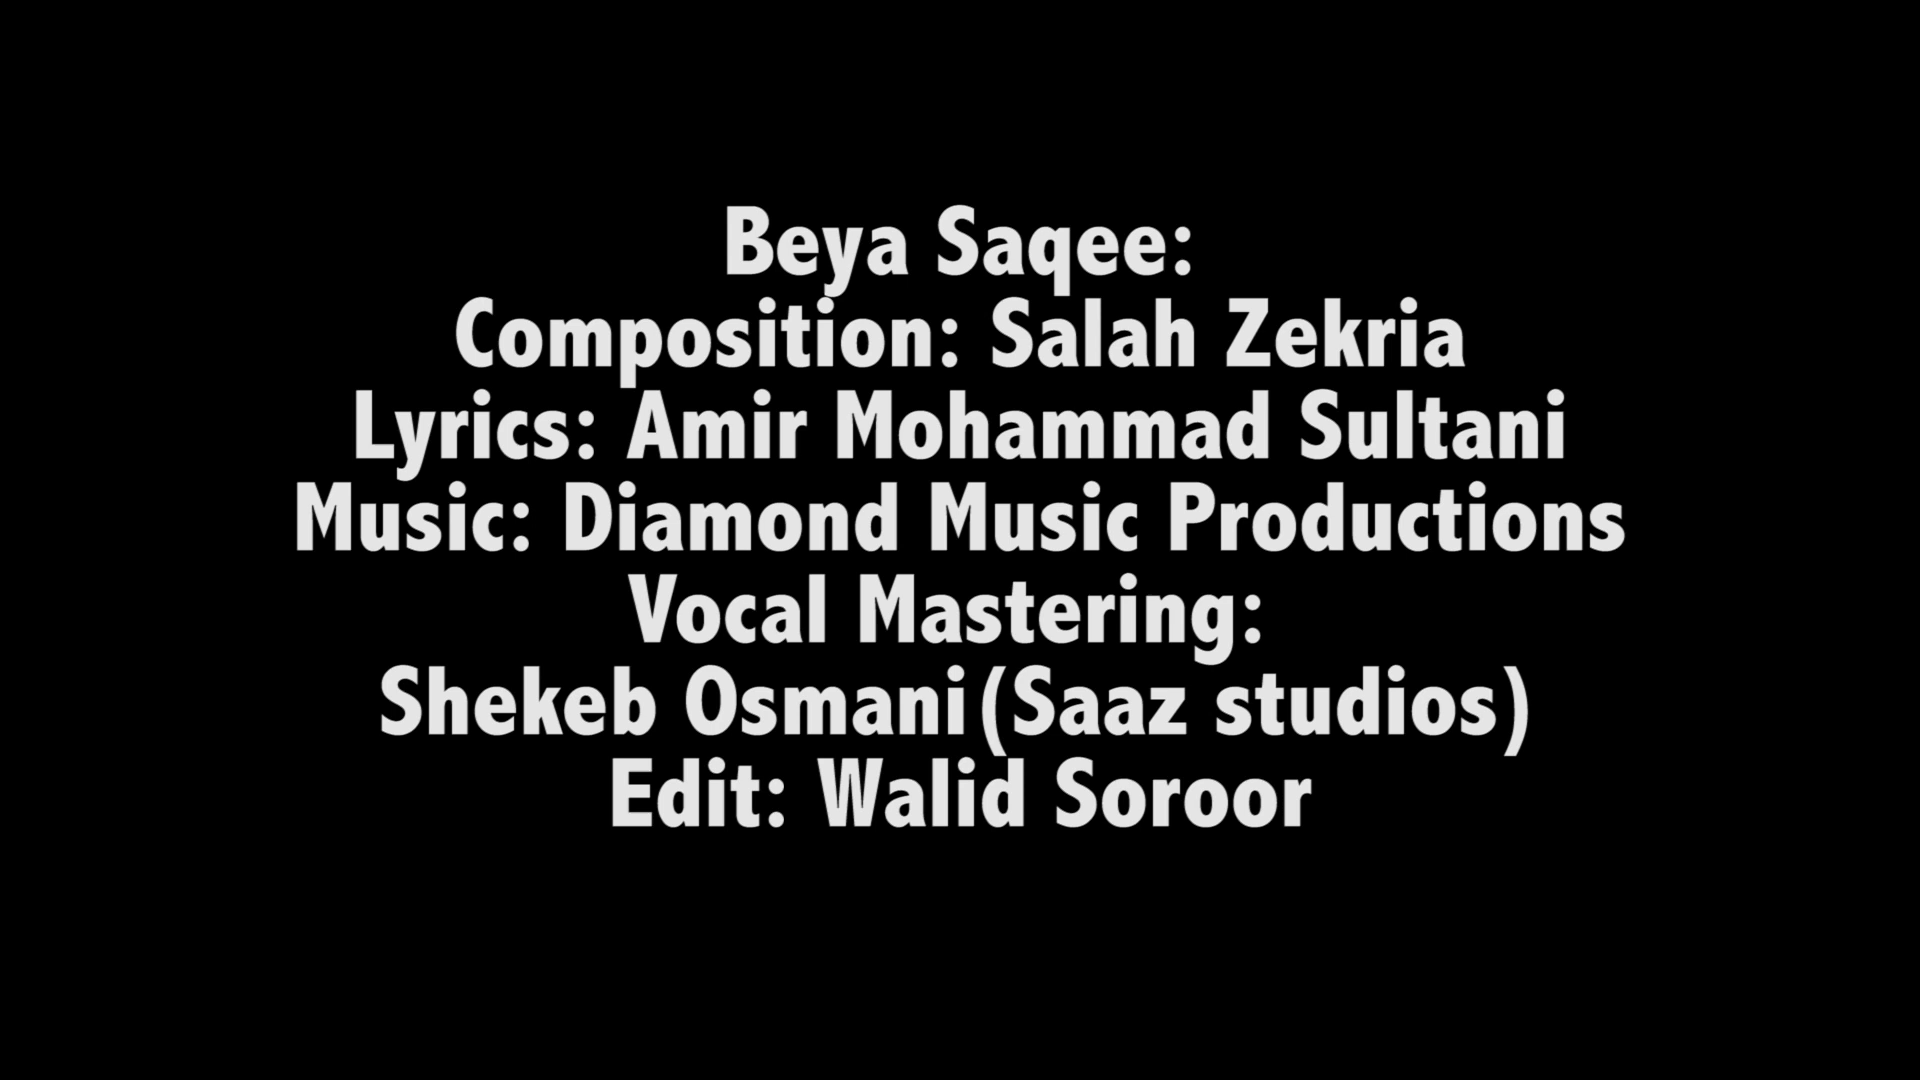 Beya Saqee:
Composition: Salah Zekria
Lyrics: Amir Mohammad Sultani
Music: Diamond Music Productions
Vocal Mastering:
Shekeb Osmani(Saaz studios)
Edit: Walid Soroor